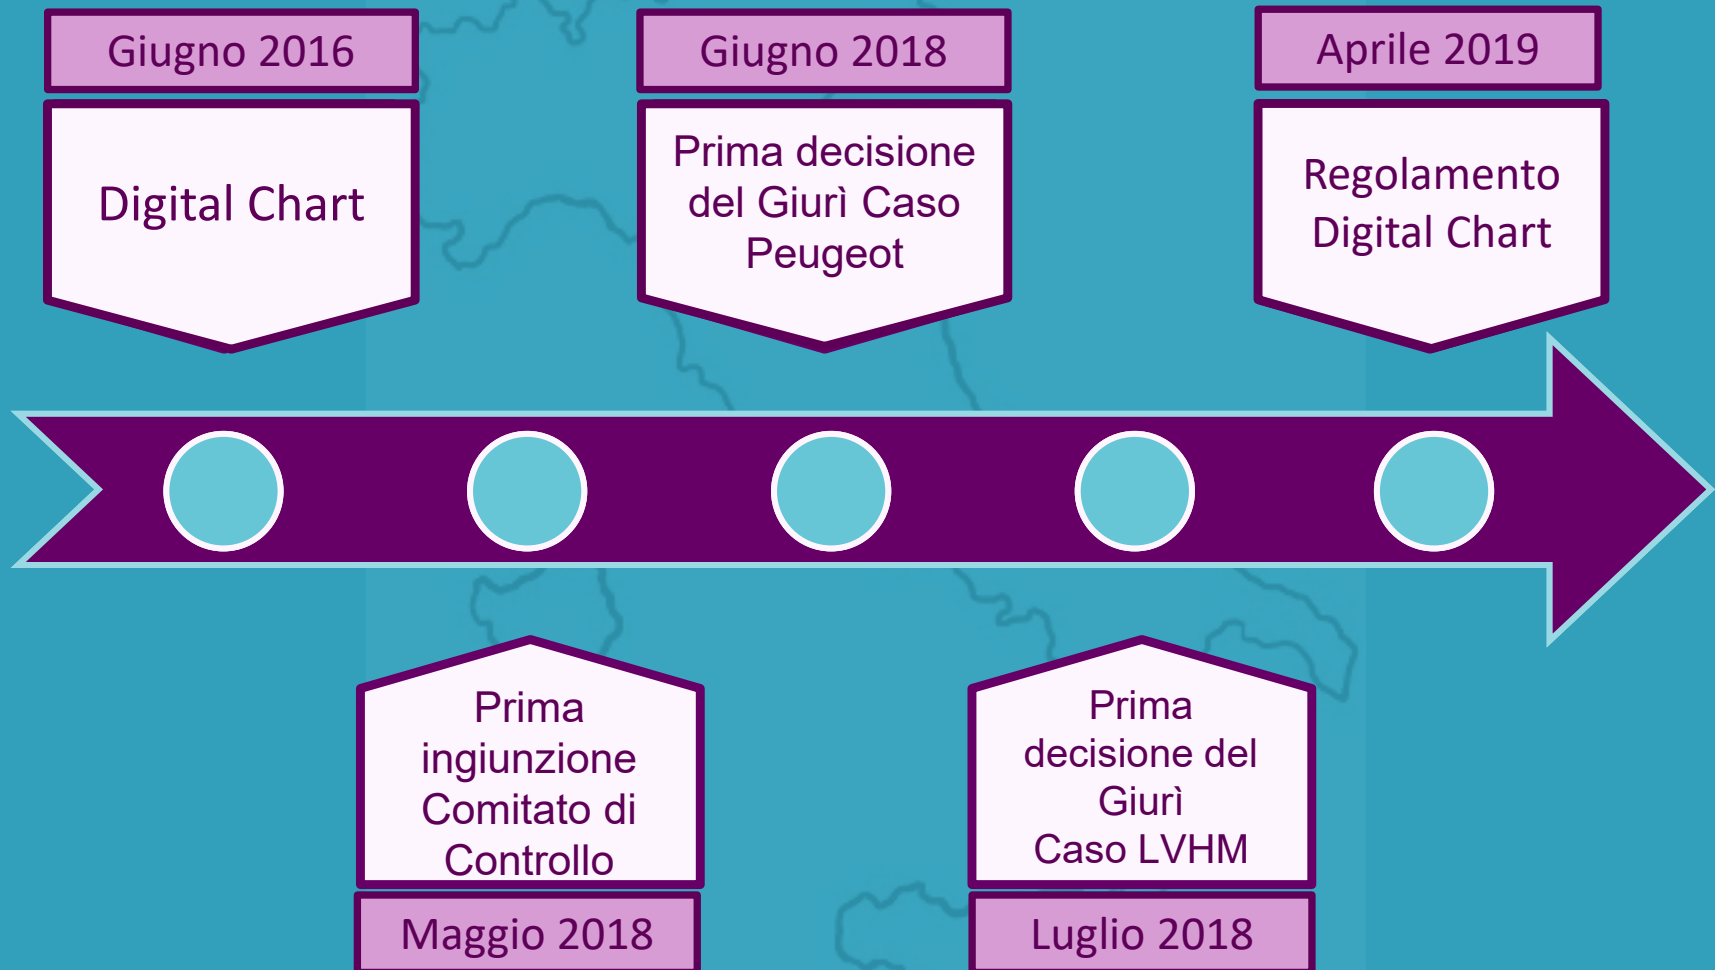 Giugno 2016
Digital Chart
Giugno 2018
Prima decisione
del Giurì Caso
Peugeot
Aprile 2019
Regolamento
Digital Chart
Prima
ingiunzione
Comitato di
Controllo
Maggio 2018
Prima
decisione del
Giurì
Caso LVHM
Luglio 2018